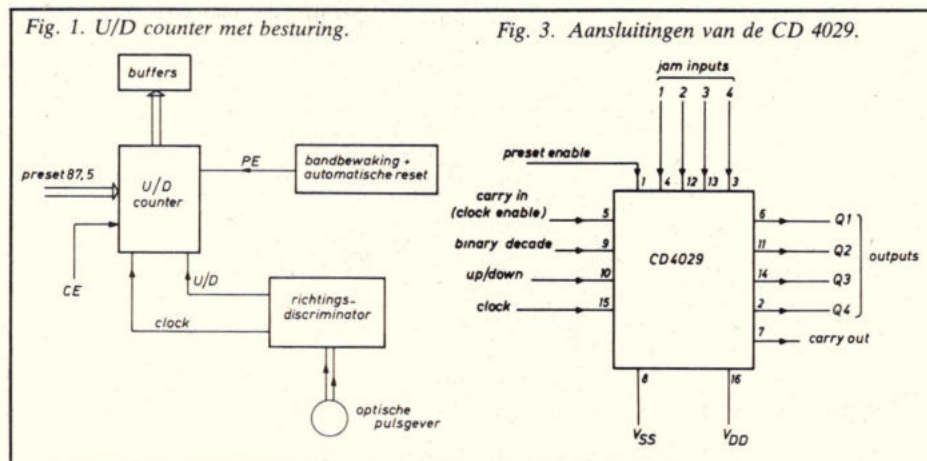 Fig. 1. U/D counter met besturing.
buffers
preset 87,5
U/D
counter
PE
bandbewaking +
automatische reset
CE
U/D
clock
richtings-
discriminator
optische
pulsgever
Fig. 3. Aansluitingen van de CD 4029.
jam inputs
1 2 3 4
preset enable
1 4 12 13 3
carry in
(clock enable)
5
binary decade
9
up/down
10
clock
15
CD4029
6 Q1
11 Q2
14 Q3
2 Q4
outputs
7 carry out
8 16
VSS VDD